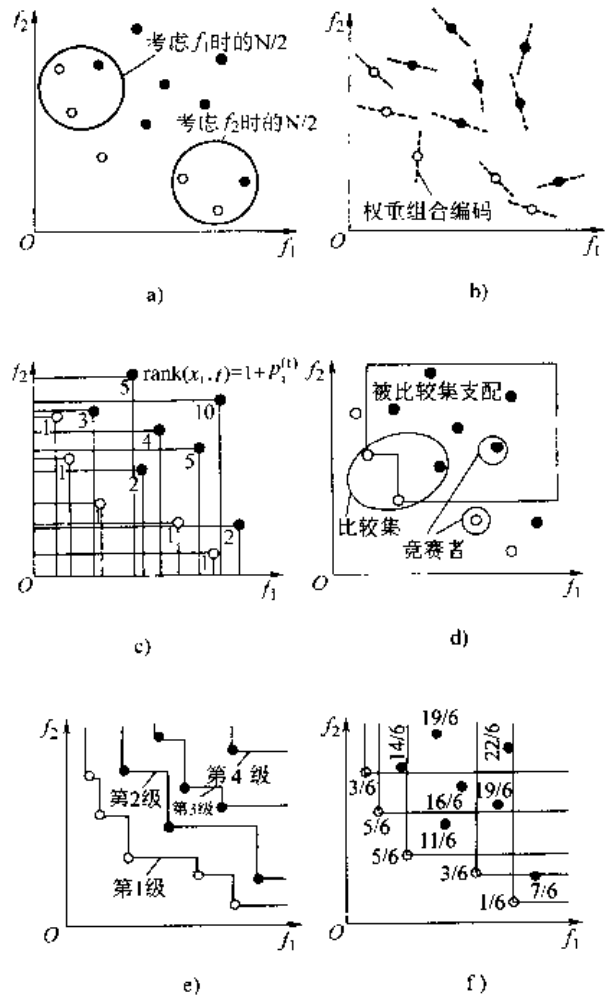 f₂
考虑f₁时的N/2
考虑f₂时的N/2
O
f₁
a)
f₂
权重组合编码
O
f₁
b)
f₂
5
rank(x₁,t)=1+pᵢ⁽ᵗ⁾
10
1
3
4
5
1
2
1
1
2
1
O
f₁
c)
f₂
被比较集支配
比较集
竞赛者
O
f₁
d)
f₂
第4级
第3级
第2级
第1级
O
f₁
e)
f₂
19/6
14/6
22/6
3/6
16/6
19/6
5/6
11/6
5/6
3/6
7/6
1/6
O
f₁
f)